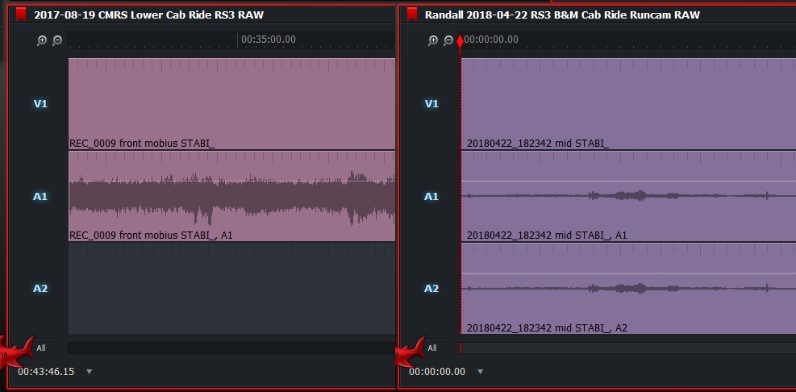 2017-08-19 CMRS Lower Cab Ride RS3 RAW
00:35:00.00
V1
REC_0009 front mobius STABI_
A1
REC_0009 front mobius STABI_, A1
A2
All
00:43:46.15
Randall 2018-04-22 RS3 B&M Cab Ride Runcam RAW
00:00:00.00
V1
20180422_182342 mid STABI_
A1
20180422_182342 mid STABI_, A1
A2
20180422_182342 mid STABI_, A2
All
00:00:00.00